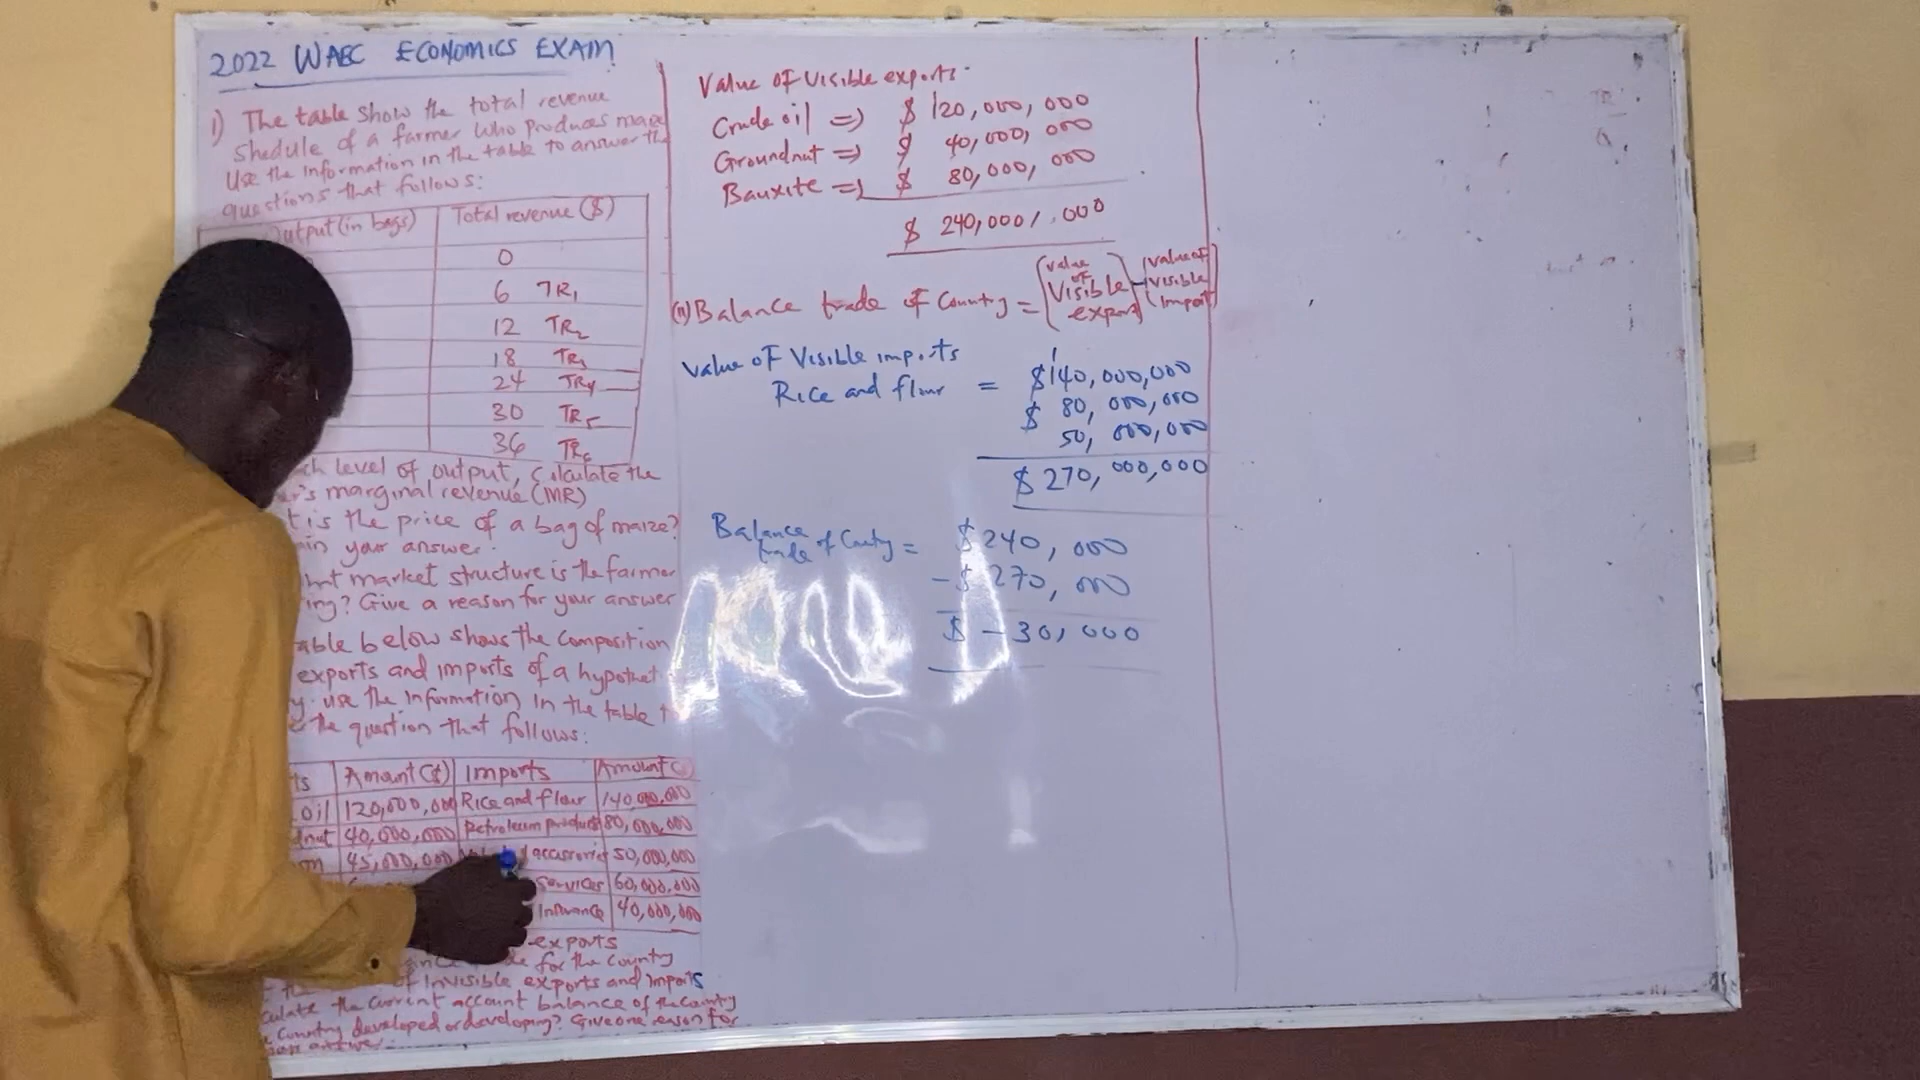 2022 WAEC ECONOMICS EXAM
1) The table show the total revenue
Shedule of a farmer who produces maize
Use the Information in the table to answer the
questions that follows:
Output (in bags) Total revenue ($)
0
6 TR1
12 TR2
18 TR3
24 TR4
30 TR5
36 TR6
level of output, calculate the
marginal revenue (MR)
is the price of a bag of maize?
your answer.
market structure is the farmer
? Give a reason for your answer
below shows the composition
exports and imports of a hypothet
use the Information in the table
the question that follows:
Amount ($) Imports Amount
oil 120,000,000 Rice and flour 140,000,000
40,000,000 Petroleum product 80,000,000
45,000,000 accessories 50,000,000
services 60,000,000
Insurance 40,000,000
exports
for the country
of Invisible exports and Imports
the current account balance of the country
country developed or developing? Give one reason for
Value of Visible exports.
Crude oil => $ 120,000,000
Groundnut => $ 40,000,000
Bauxite => $ 80,000,000
$ 240,000,000
(ii) Balance trade of County = (value of Visible export) - (value of visible import)
Value of Visible imports
Rice and flour = $140,000,000
$ 80,000,000
50,000,000
$ 270,000,000
Balance trade of County = $240,000
- $ 270,000
$ -30,000